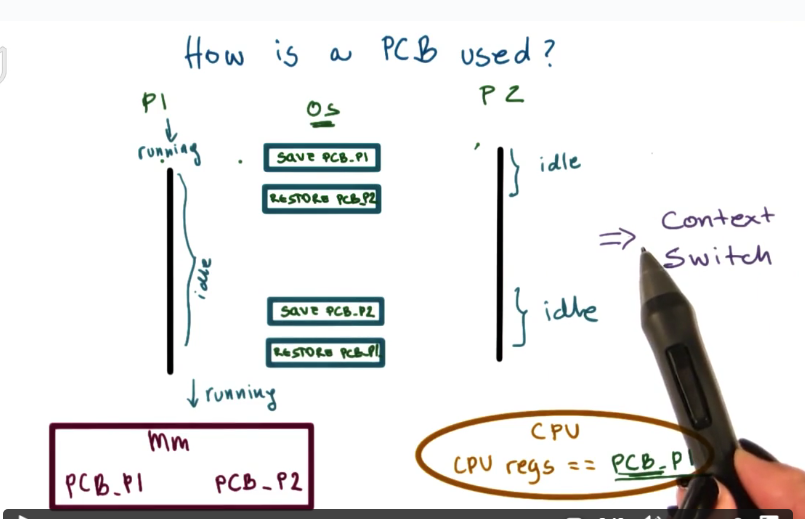 How is a PCB used?
P1
OS
P2
running
SAVE PCB_P1
idle
RESTORE PCB_P2
Context
Switch
idle
SAVE PCB_P2
idle
RESTORE PCB_P1
running
mm
PCB_P1 PCB_P2
CPU
CPU regs == PCB_P1